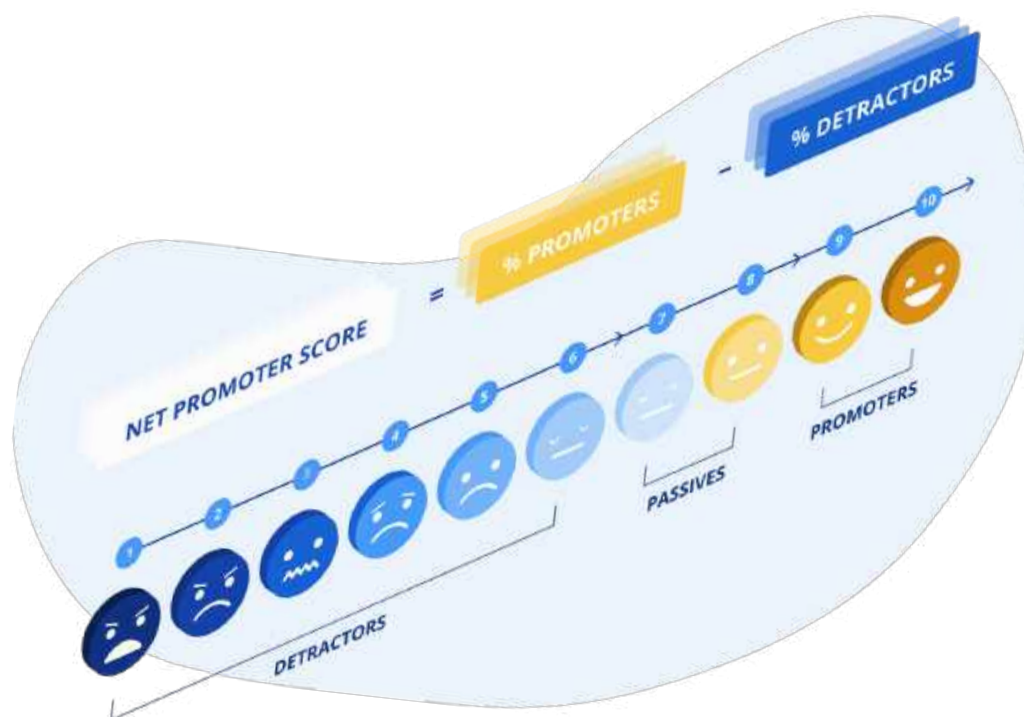 NET PROMOTER SCORE = % PROMOTERS - % DETRACTORS
1 2 3 4 5 6 7 8 9 10
DETRACTORS
PASSIVES
PROMOTERS